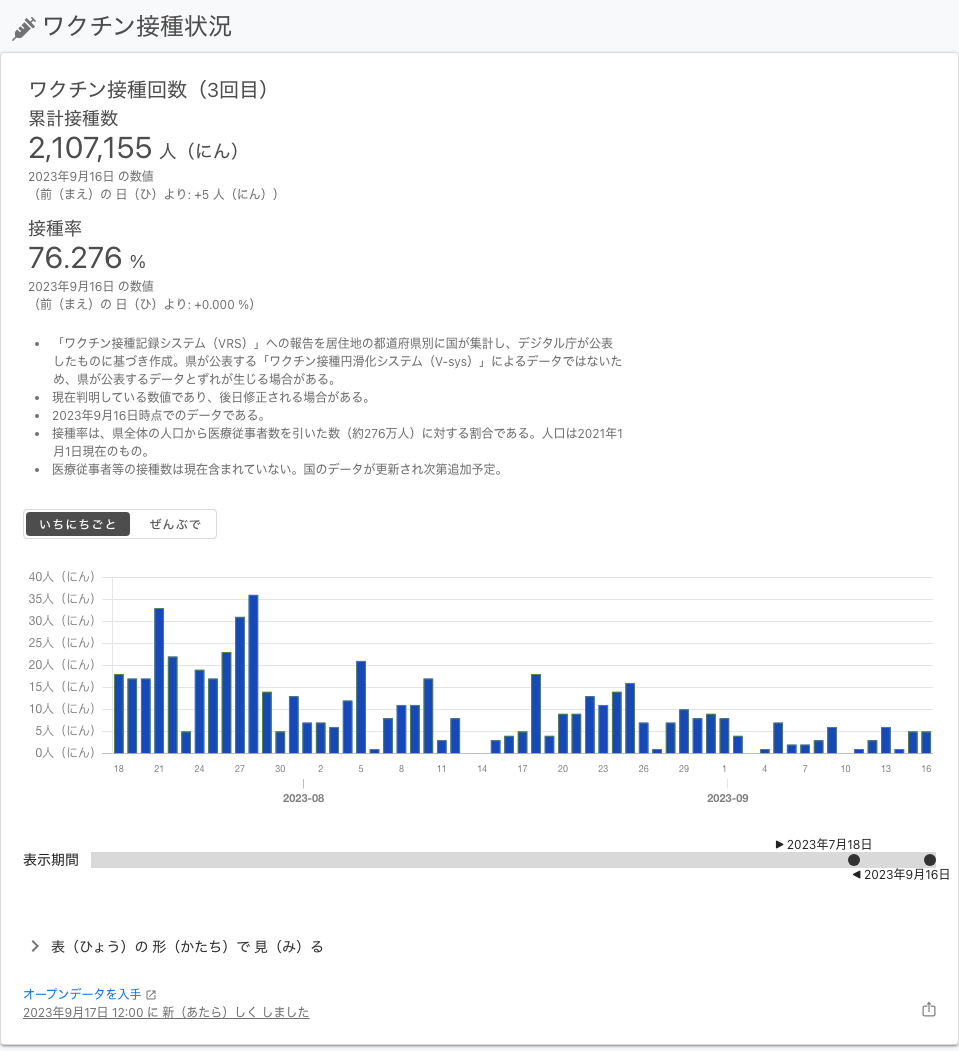 ワクチン接種状況
ワクチン接種回数（3回目）
累計接種数
2,107,155 人（にん）
2023年9月16日 の数値
（前（まえ）の 日（ひ）より: +5 人（にん））
接種率
76.276 %
2023年9月16日 の数値
（前（まえ）の 日（ひ）より: +0.000 %）
「ワクチン接種記録システム（VRS）」への報告を居住地の都道府県別に国が集計し、デジタル庁が公表
したものに基づき作成。県が公表する「ワクチン接種円滑化システム（V-sys）」によるデータではないた
め、県が公表するデータとずれが生じる場合がある。
現在判明している数値であり、後日修正される場合がある。
2023年9月16日時点でのデータである。
接種率は、県全体の人口から医療従事者数を引いた数（約276万人）に対する割合である。人口は2021年1
月1日現在のもの。
医療従事者等の接種数は現在含まれていない。国のデータが更新され次第追加予定。
いちにちごと ぜんぶで
40人（にん）
35人（にん）
30人（にん）
25人（にん）
20人（にん）
15人（にん）
10人（にん）
5人（にん）
0人（にん）
18 21 24 27 30 2 5 8 11 14 17 20 23 26 29 1 4 7 10 13 16
2023-08 2023-09
2023年7月18日
表示期間
2023年9月16日
表（ひょう）の 形（かたち）で 見（み）る
オープンデータを入手
2023年9月17日 12:00 に 新（あたら）しく しました